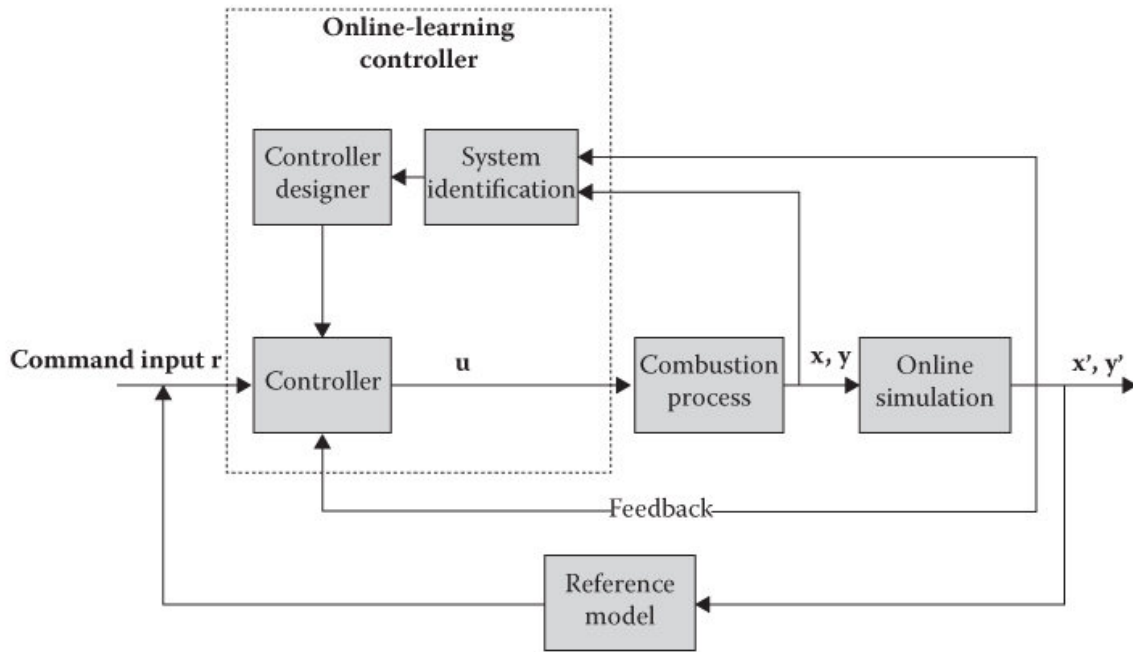 Online-learning
controller
Controller
designer
System
identification
Command input r
Controller
u
Combustion
process
x, y
Online
simulation
x', y'
Feedback
Reference
model